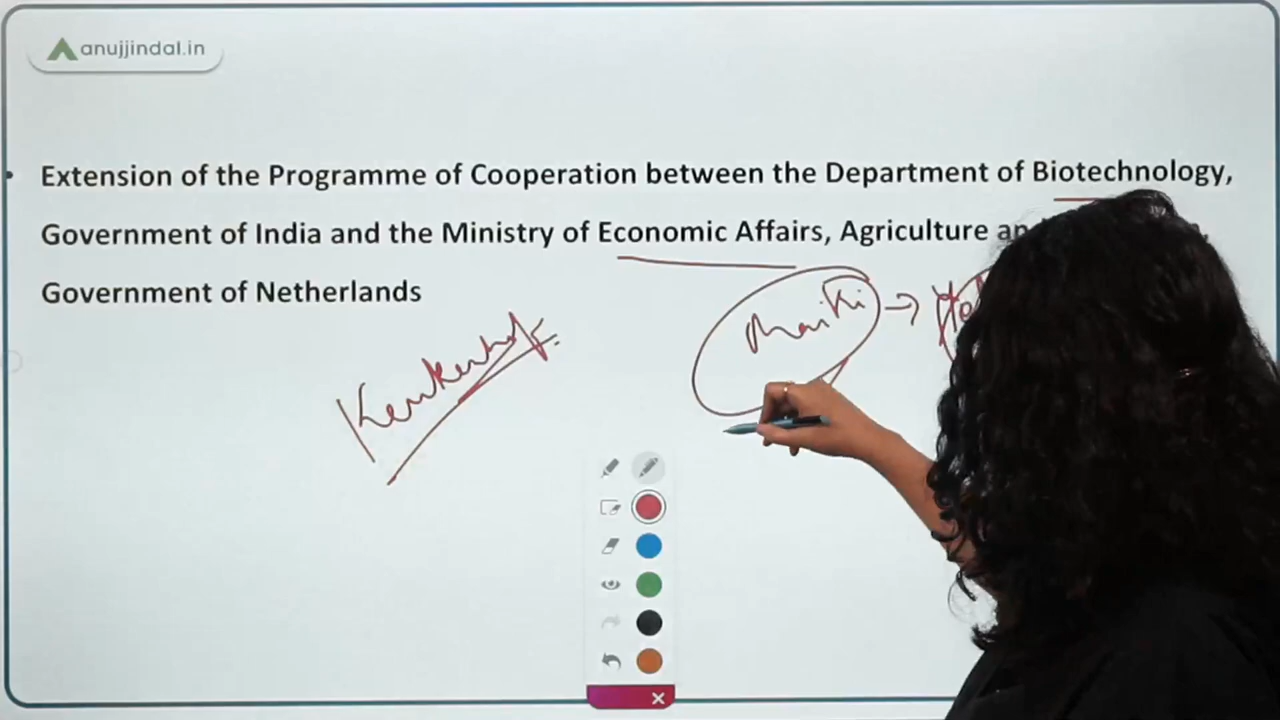 anujjindal.in
Extension of the Programme of Cooperation between the Department of Biotechnology,
Government of India and the Ministry of Economic Affairs, Agriculture
Government of Netherlands
Keukenhof